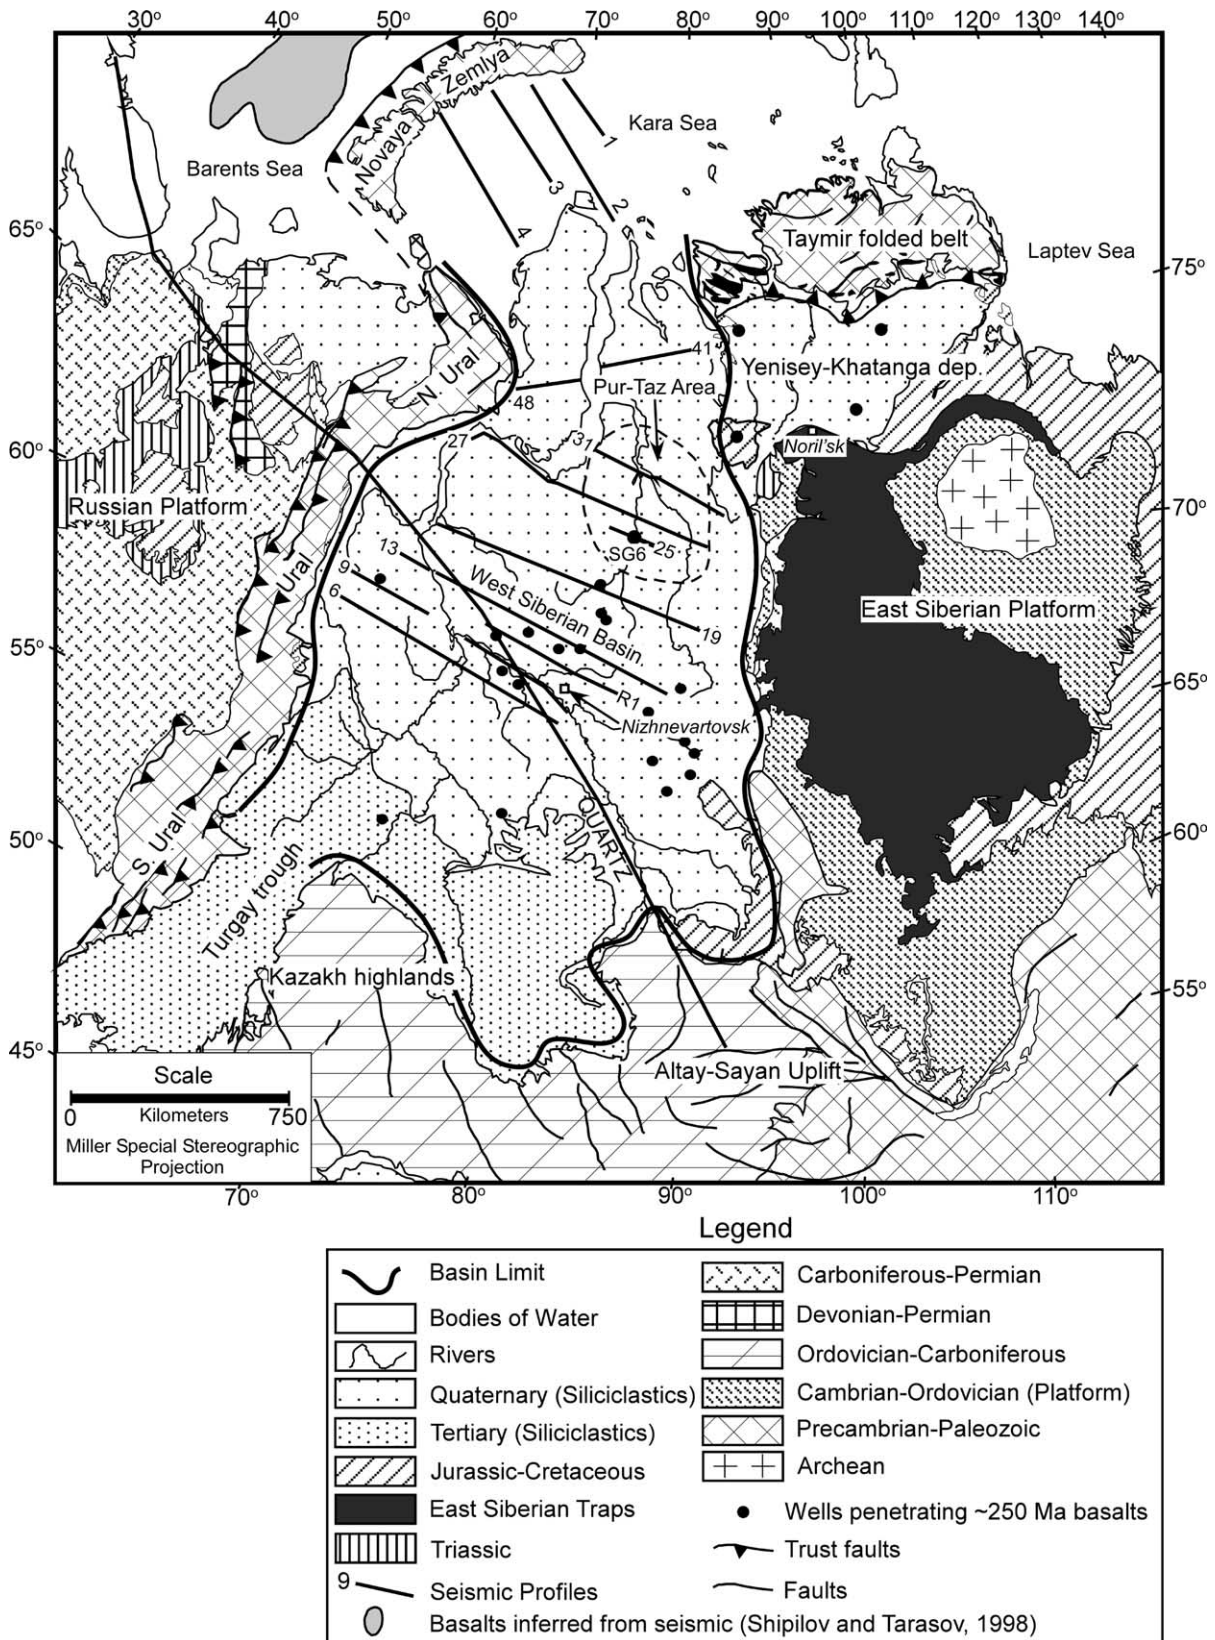 30° 40° 50° 60° 70° 80° 90° 100° 110° 120° 130° 140°
Novaya Zemlya
Kara Sea
Barents Sea
1
3
2
4
65°
Taymir folded belt
Laptev Sea
75°
N. Ural
41
Yenisey-Khatanga dep.
Pur-Taz Area
48
60°
27
31
Noril'sk
Russian Platform
70°
SG6
25
13
Ural
9
West Siberian Basin
East Siberian Platform
6
19
55°
65°
R1
Nizhnevartovsk
50°
QUARTZ
60°
S. Ural
Turgay trough
Kazakh highlands
55°
45°
Altay-Sayan Uplift
Scale
0 750
Kilometers
Miller Special Stereographic
Projection
70° 80° 90° 100° 110°
Legend
Basin Limit
Bodies of Water
Rivers
Quaternary (Siliciclastics)
Tertiary (Siliciclastics)
Jurassic-Cretaceous
East Siberian Traps
Triassic
9 Seismic Profiles
Basalts inferred from seismic (Shipilov and Tarasov, 1998)
Carboniferous-Permian
Devonian-Permian
Ordovician-Carboniferous
Cambrian-Ordovician (Platform)
Precambrian-Paleozoic
Archean
Wells penetrating ~250 Ma basalts
Trust faults
Faults